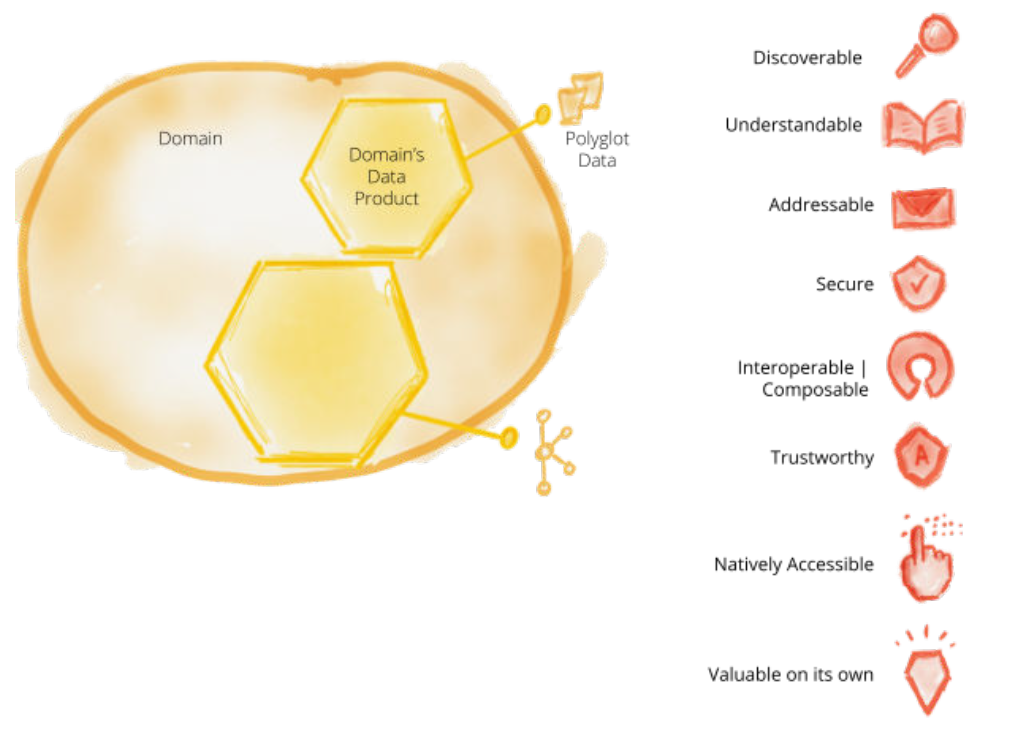 Domain
Domain's
Data
Product
Polyglot
Data
Discoverable
Understandable
Addressable
Secure
Interoperable |
Composable
Trustworthy
A
Natively Accessible
Valuable on its own